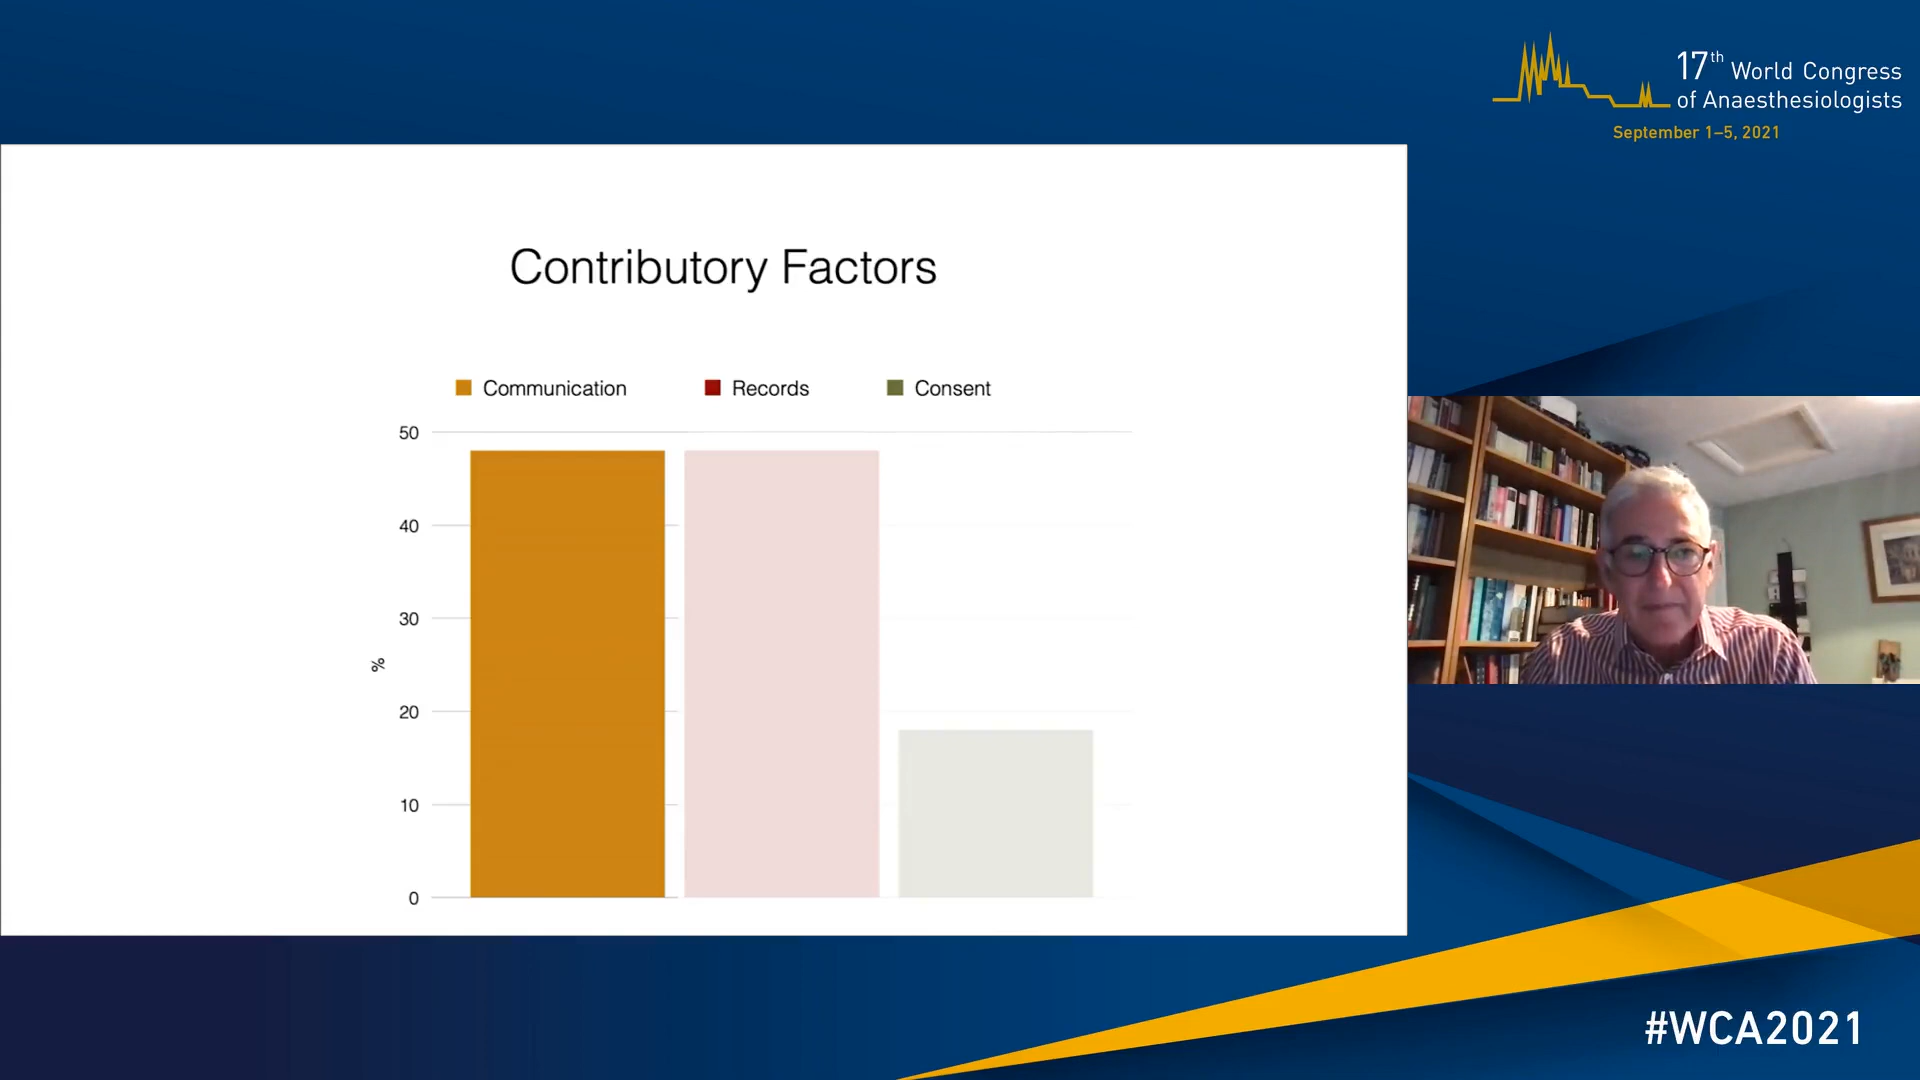 17th World Congress
of Anaesthesiologists
September 1–5, 2021
Contributory Factors
Communication
Records
Consent
50
40
30
%
20
10
0
#WCA2021